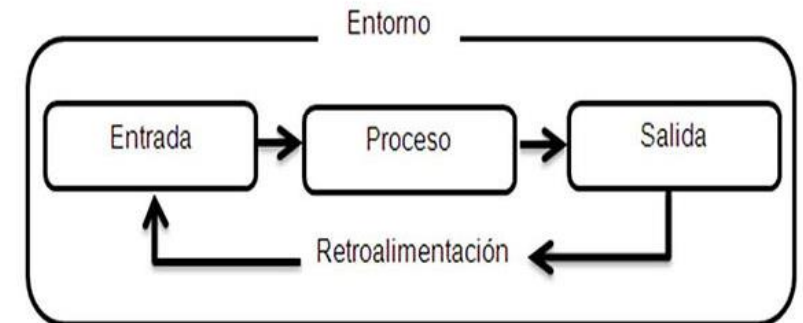 Entorno
Entrada
Proceso
Salida
Retroalimentación